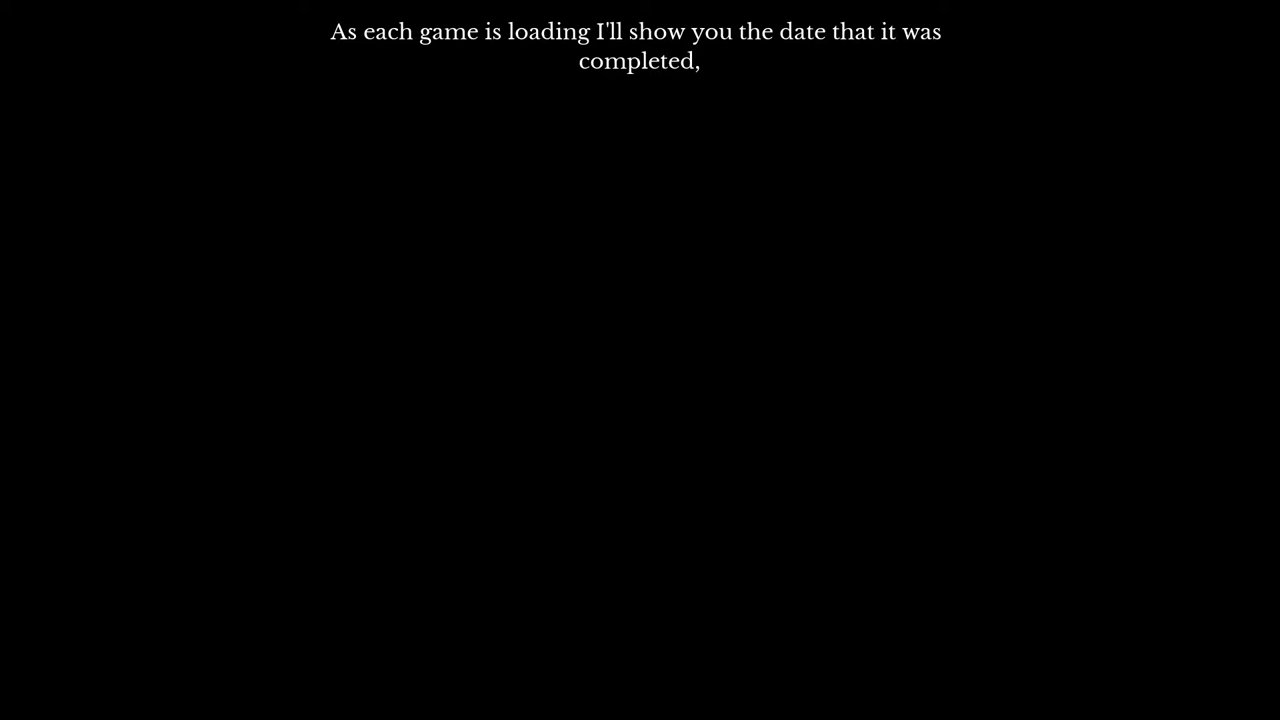 As each game is loading I'll show you the date that it was
completed,